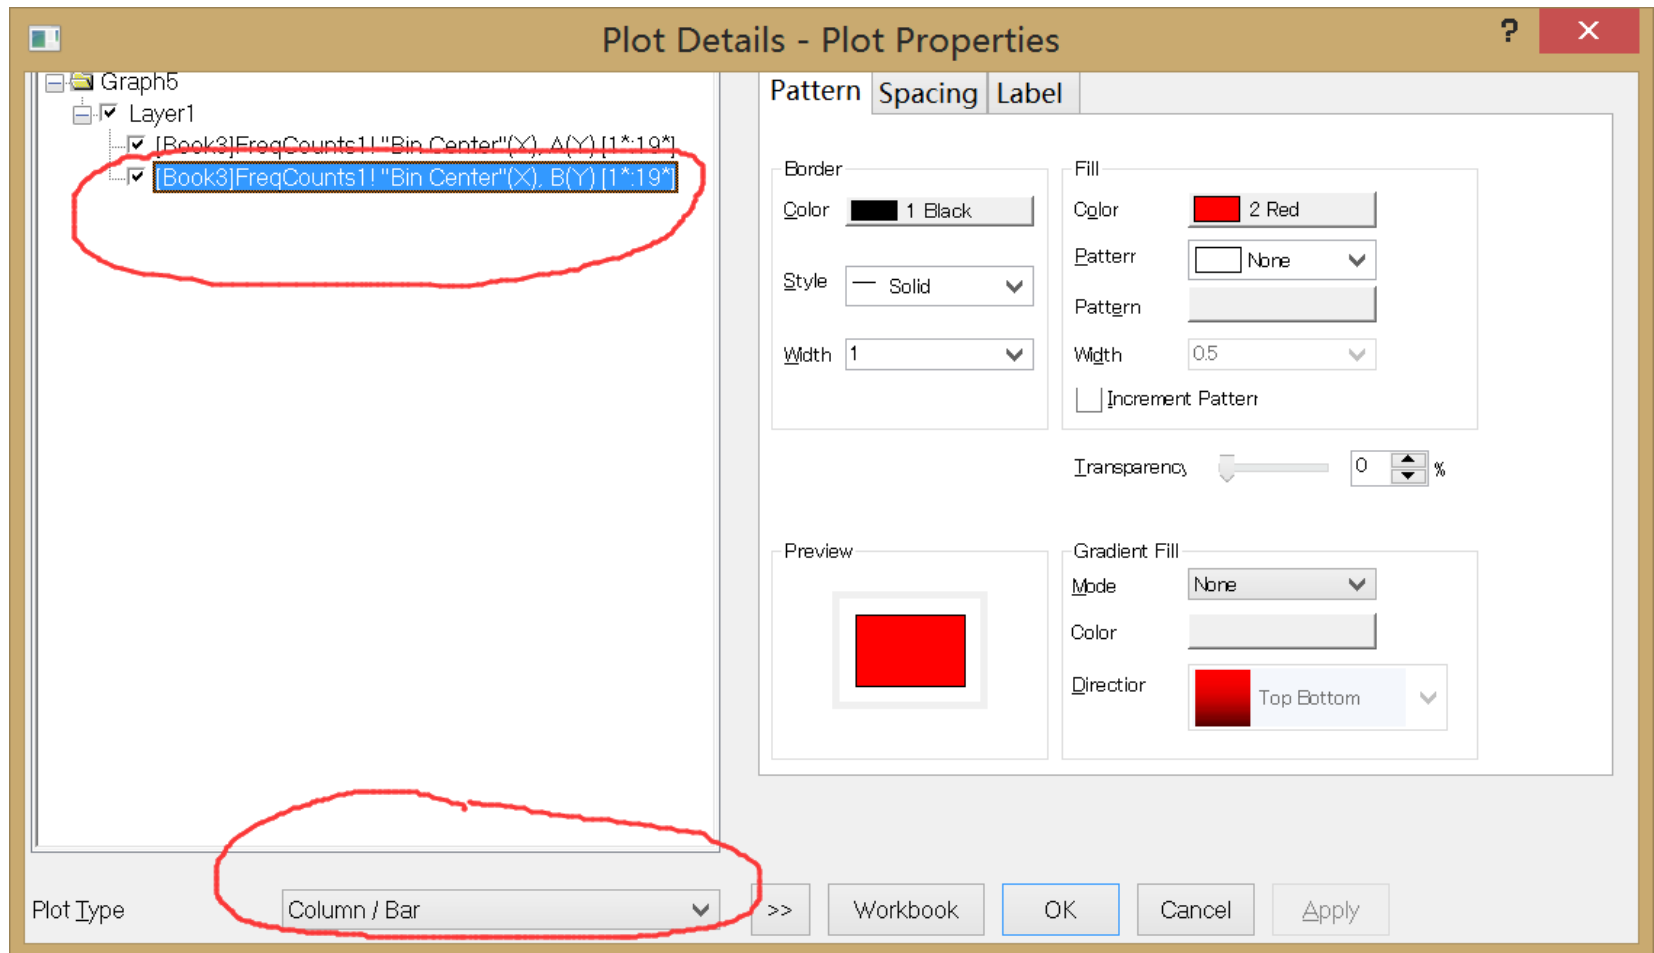 Plot Details - Plot Properties
?
Graph5
Layer1
[Book3]FreqCounts1! "Bin Center"(X), A(Y) [1*:19*]
[Book3]FreqCounts1! "Bin Center"(X), B(Y) [1*:19*]
Pattern Spacing Label
Border
Color 1 Black
Style Solid
Width 1
Fill
Color 2 Red
Patterr None
Pattern
Width 0.5
Increment Patterr
Transparency 0 %
Preview
Gradient Fill
Mode None
Color
Directior Top Bottom
Plot Type Column / Bar >> Workbook OK Cancel Apply